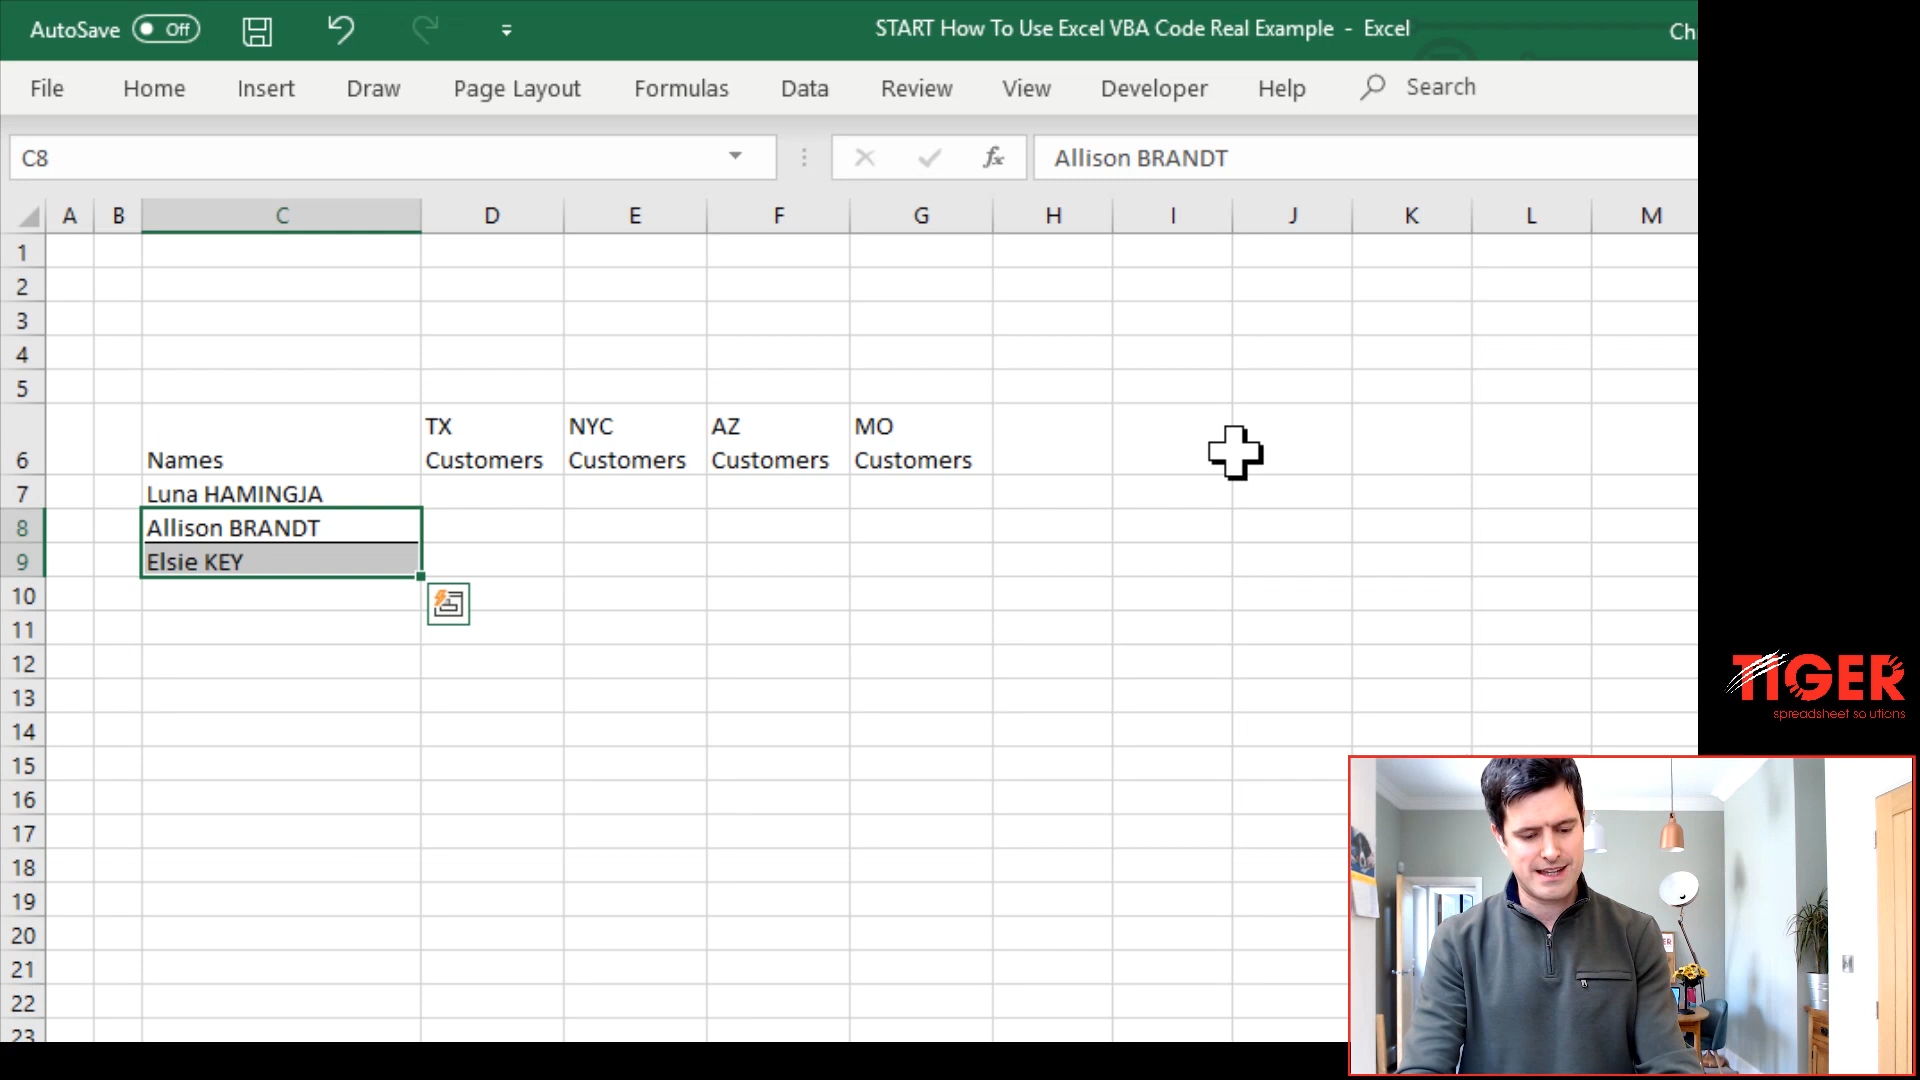 AutoSave Off
START How To Use Excel VBA Code Real Example - Excel
Ch
File Home Insert Draw Page Layout Formulas Data Review View Developer Help Search
C8
fx
Allison BRANDT
A B C D E F G H I J K L M
1
2
3
4
5
TX NYC AZ MO
6 Names Customers Customers Customers Customers
7 Luna HAMINGJA
8 Allison BRANDT
9 Elsie KEY
10
11
12
13
14
15
16
17
18
19
20
21
22
23
TIGER
spreadsheet solutions